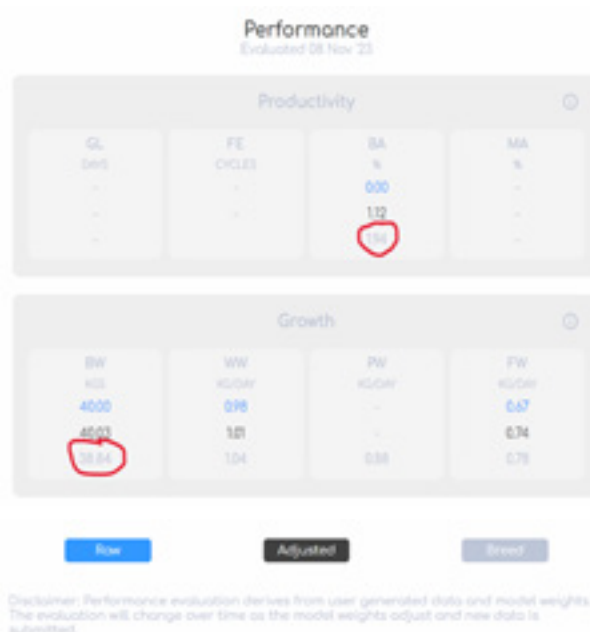 Performance
Evaluated 08 Nov '23
Productivity
GL FE BA MA
DAYS CYCLES % %
- - 0.00 -
- - 1.12 -
- 1.96 -
Growth
BW WW PW FW
KGS KG/DAY KG/DAY KG/DAY
40.00 0.98 - 0.67
40.03 1.01 - 0.74
38.84 1.04 0.88 0.78
Raw Adjusted Breed
Disclaimer: Performance evaluation derives from user generated data and model weights.
The evaluation will change over time as the model weights adjust and new data is
submitted